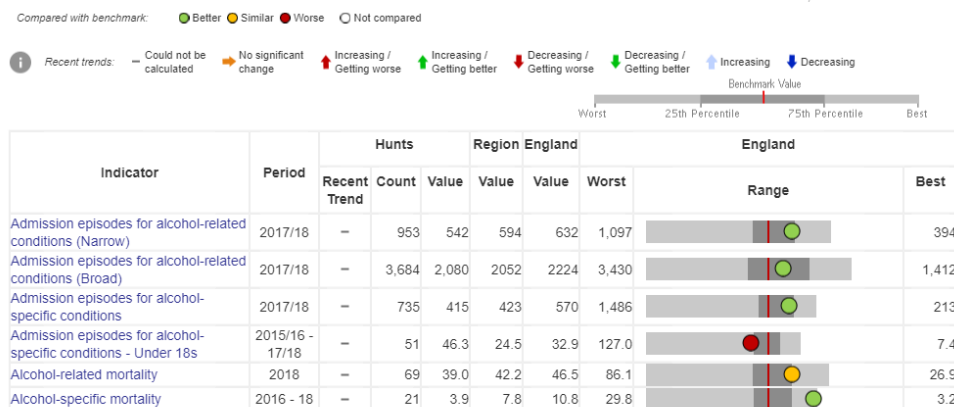 Compared with benchmark: Better Similar Worse Not compared
Recent trends: – Could not be calculated No significant change Increasing / Getting worse Increasing / Getting better Decreasing / Getting worse Decreasing / Getting better Increasing Decreasing
Benchmark Value
Worst 25th Percentile 75th Percentile Best
Indicator Period Hunts Region England England
Recent Trend Count Value Value Value Worst Range Best
Admission episodes for alcohol-related conditions (Narrow) 2017/18 – 953 542 594 632 1,097 394
Admission episodes for alcohol-related conditions (Broad) 2017/18 – 3,684 2,080 2052 2224 3,430 1,412
Admission episodes for alcohol-specific conditions 2017/18 – 735 415 423 570 1,486 213
Admission episodes for alcohol-specific conditions - Under 18s 2015/16 - 17/18 – 51 46.3 24.5 32.9 127.0 7.4
Alcohol-related mortality 2018 – 69 39.0 42.2 46.5 86.1 26.9
Alcohol-specific mortality 2016 - 18 – 21 3.9 7.8 10.8 29.8 3.2